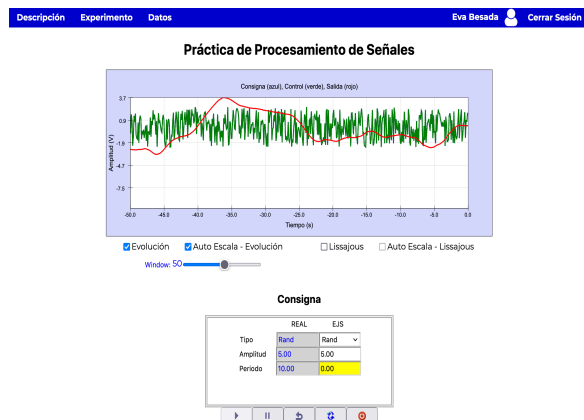 Descripción Experimento Datos Eva Besada Cerrar Sesión
Práctica de Procesamiento de Señales
Consigna (azul), Control (verde), Salida (rojo)
Amplitud (V)
3.7
0.9
-1.9
-4.7
-7.5
-50.0 -45.0 -40.0 -35.0 -30.0 -25.0 -20.0 -15.0 -10.0 -5.0 0.0
Tiempo (s)
Evolución Auto Escala - Evolución Lissajous Auto Escala - Lissajous
Window: 50
Consigna
REAL EJS
Tipo Rand Rand
Amplitud 5.00 5.00
Periodo 10.00 0.00